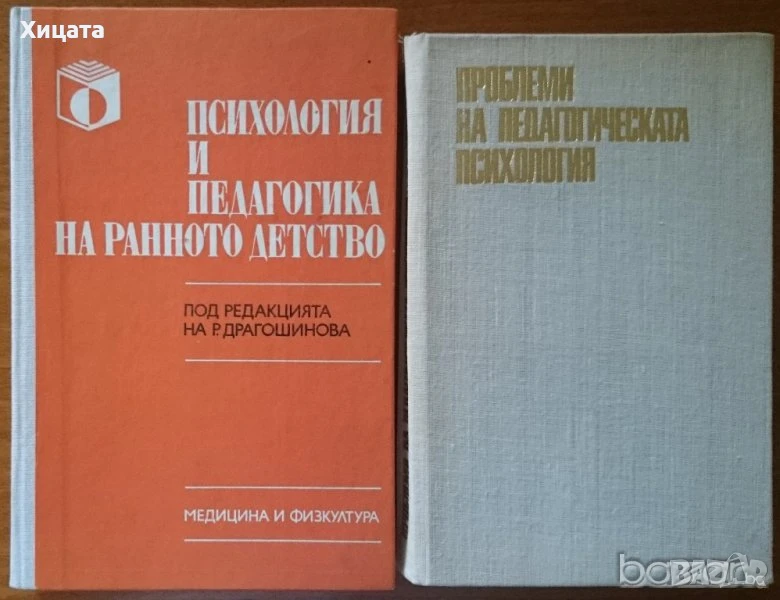 Хицата
ПСИХОЛОГИЯ
И
ПЕДАГОГИКА
НА РАННОТО ДЕТСТВО
ПОД РЕДАКЦИЯТА
НА Р. ДРАГОШИНОВА
МЕДИЦИНА И ФИЗКУЛТУРА
ПРОБЛЕМИ
НА ПЕДАГОГИЧЕСКАТА
ПСИХОЛОГИЯ